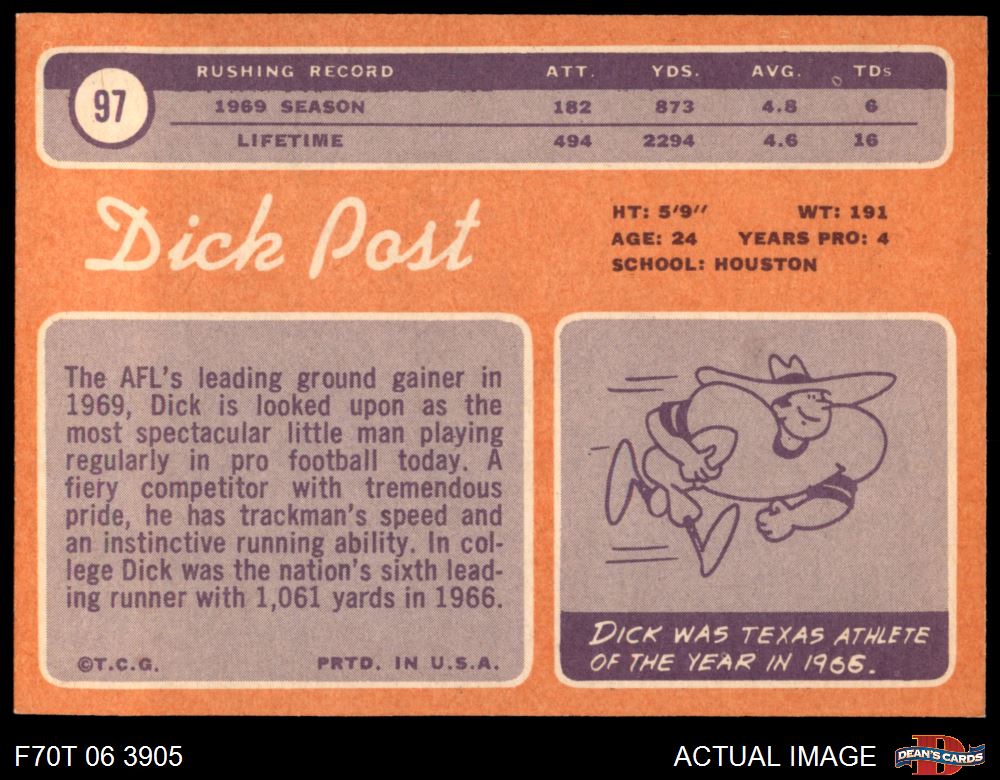 97
RUSHING RECORD ATT. YDS. AVG. TDs
1969 SEASON 182 873 4.8 6
LIFETIME 494 2294 4.6 16
Dick Post
HT: 5'9" WT: 191
AGE: 24 YEARS PRO: 4
SCHOOL: HOUSTON
The AFL's leading ground gainer in
1969, Dick is looked upon as the
most spectacular little man playing
regularly in pro football today. A
fiery competitor with tremendous
pride, he has trackman's speed and
an instinctive running ability. In col-
lege Dick was the nation's sixth lead-
ing runner with 1,061 yards in 1966.
©T.C.G. PRTD. IN U.S.A.
DICK WAS TEXAS ATHLETE
OF THE YEAR IN 1966.
F70T 06 3905 ACTUAL IMAGE
D
DEAN'S CARDS